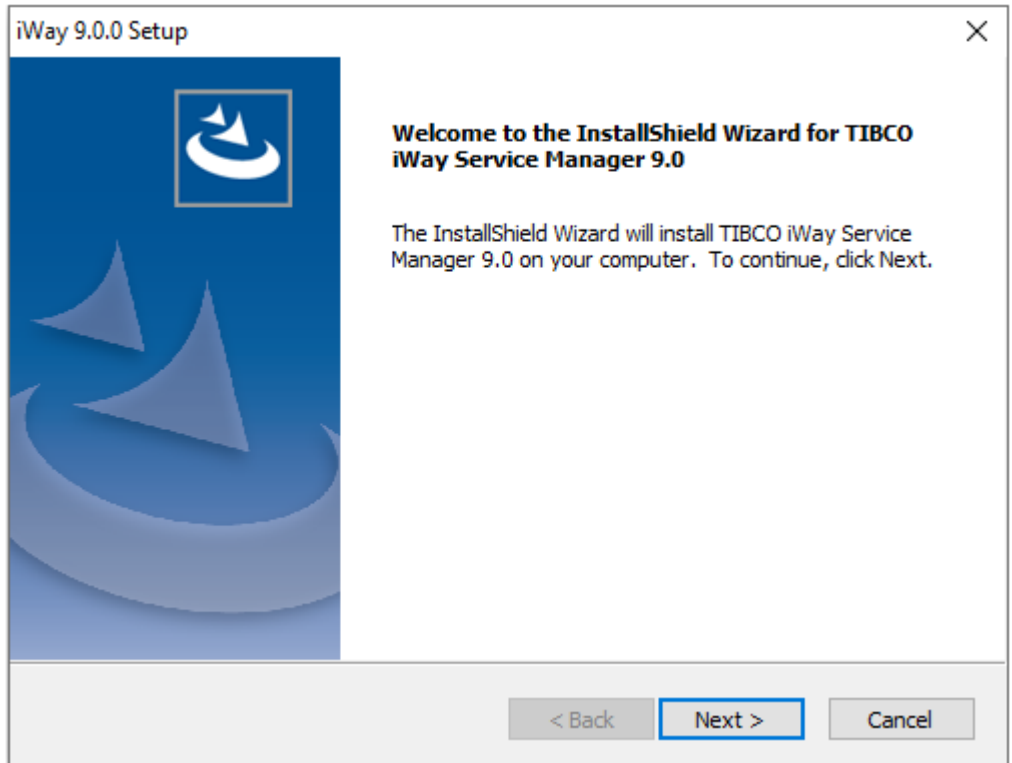 iWay 9.0.0 Setup
Welcome to the InstallShield Wizard for TIBCO
iWay Service Manager 9.0
The InstallShield Wizard will install TIBCO iWay Service
Manager 9.0 on your computer.  To continue, click Next.
< Back
Next >
Cancel